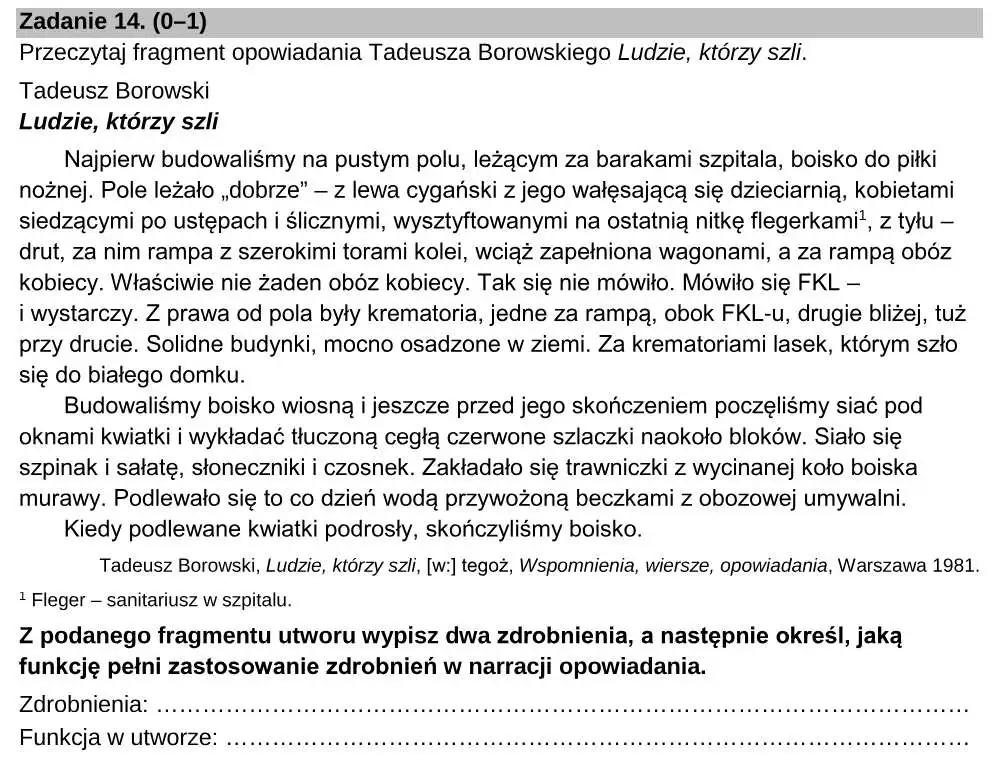 Zadanie 14. (0–1)
Przeczytaj fragment opowiadania Tadeusza Borowskiego Ludzie, którzy szli.
Tadeusz Borowski
Ludzie, którzy szli
Najpierw budowaliśmy na pustym polu, leżącym za barakami szpitala, boisko do piłki
nożnej. Pole leżało „dobrze” – z lewa cygański z jego wałęsającą się dzieciarnią, kobietami
siedzącymi po ustępach i ślicznymi, wysztyftowanymi na ostatnią nitkę flegerkami¹, z tyłu –
drut, za nim rampa z szerokimi torami kolei, wciąż zapełniona wagonami, a za rampą obóz
kobiecy. Właściwie nie żaden obóz kobiecy. Tak się nie mówiło. Mówiło się FKL –
i wystarczy. Z prawa od pola były krematoria, jedne za rampą, obok FKL-u, drugie bliżej, tuż
przy drucie. Solidne budynki, mocno osadzone w ziemi. Za krematoriami lasek, którym szło
się do białego domku.
Budowaliśmy boisko wiosną i jeszcze przed jego skończeniem poczęliśmy siać pod
oknami kwiatki i wykładać tłuczoną cegłą czerwone szlaczki naokoło bloków. Siało się
szpinak i sałatę, słoneczniki i czosnek. Zakładało się trawniczki z wycinanej koło boiska
murawy. Podlewało się to co dzień wodą przywożoną beczkami z obozowej umywalni.
Kiedy podlewane kwiatki podrosły, skończyliśmy boisko.
Tadeusz Borowski, Ludzie, którzy szli, [w:] tegoż, Wspomnienia, wiersze, opowiadania, Warszawa 1981.
¹ Fleger – sanitariusz w szpitalu.
Z podanego fragmentu utworu wypisz dwa zdrobnienia, a następnie określ, jaką
funkcję pełni zastosowanie zdrobnień w narracji opowiadania.
Zdrobnienia: ……………………………………………………………………………………………
Funkcja w utworze: ……………………………………………………………………………………